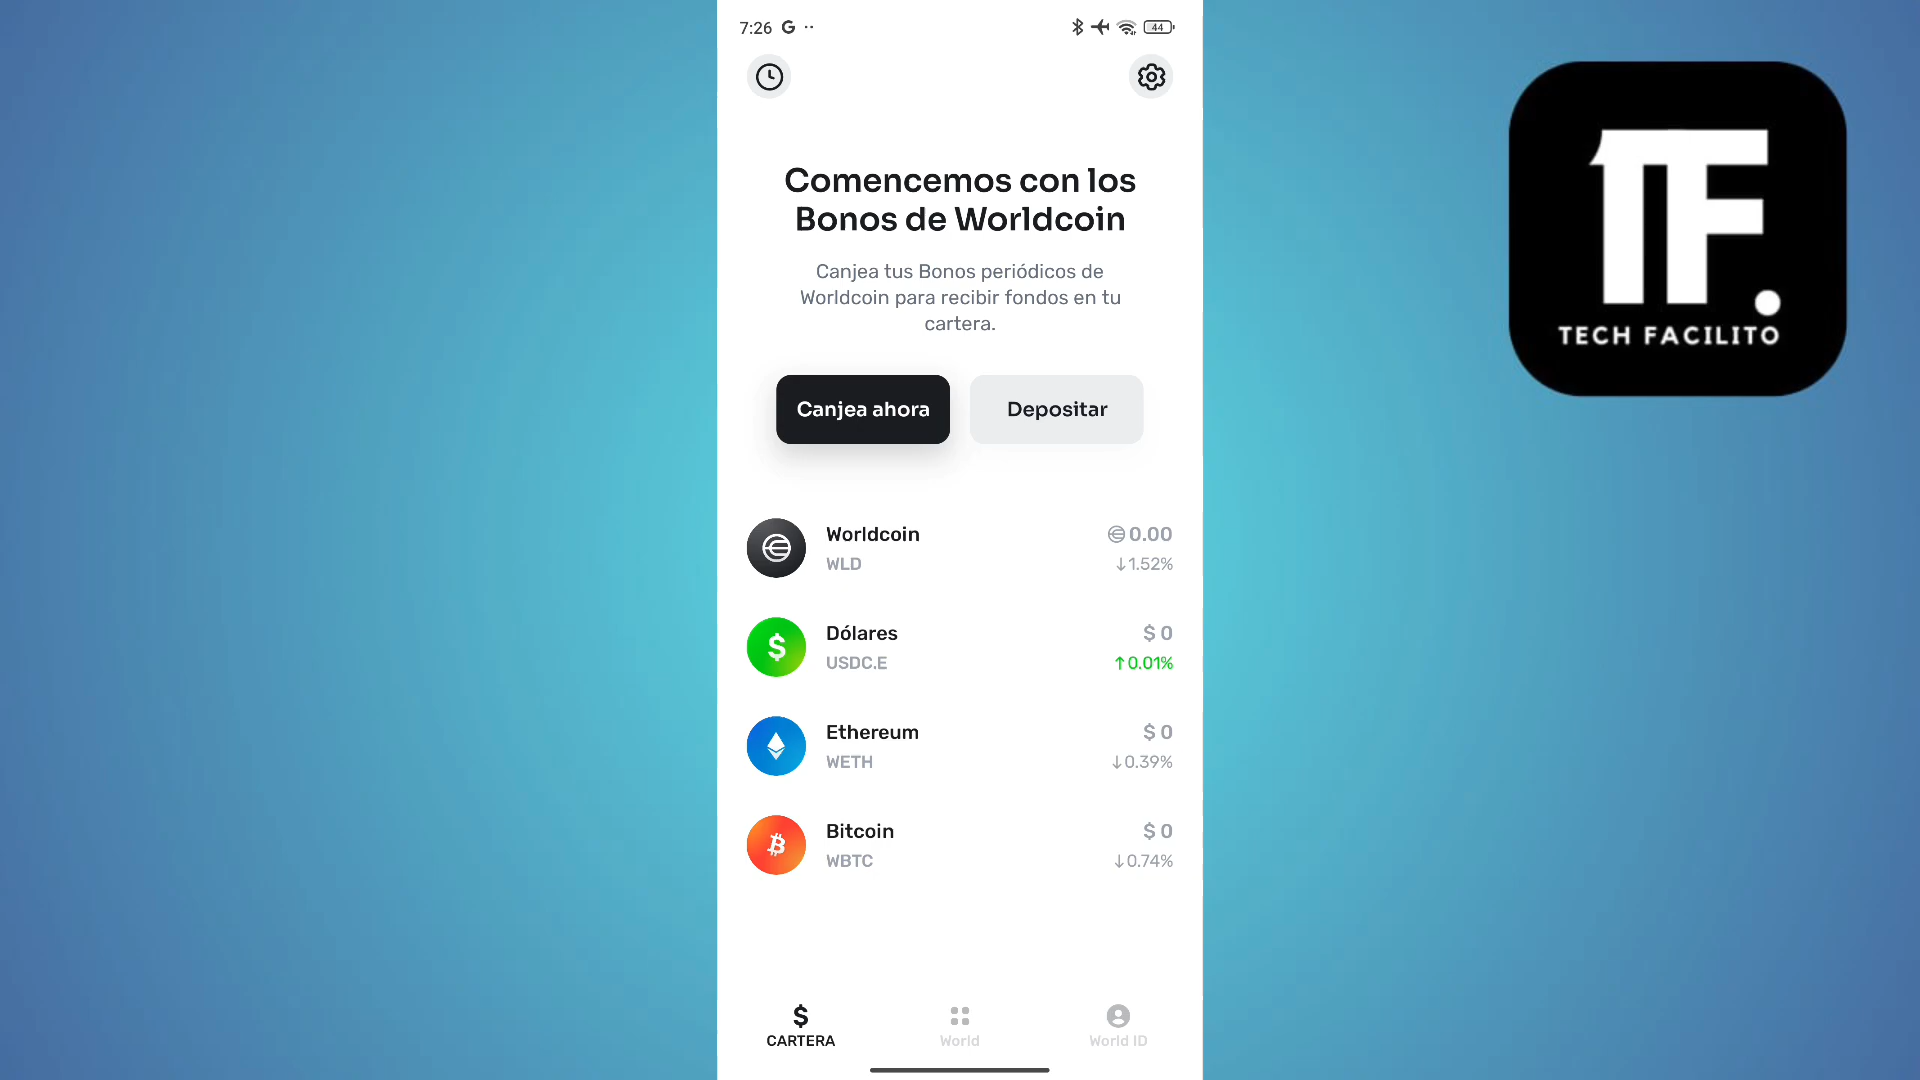 7:26 G
44
Comencemos con los
Bonos de Worldcoin
Canjea tus Bonos periódicos de
Worldcoin para recibir fondos en tu
cartera.
Canjea ahora
Depositar
Worldcoin
0.00
WLD
↓1.52%
Dólares
$ 0
USDC.E
↑0.01%
Ethereum
$ 0
WETH
↓0.39%
Bitcoin
$ 0
WBTC
↓0.74%
CARTERA
World
World ID
TF.
TECH FACILITO